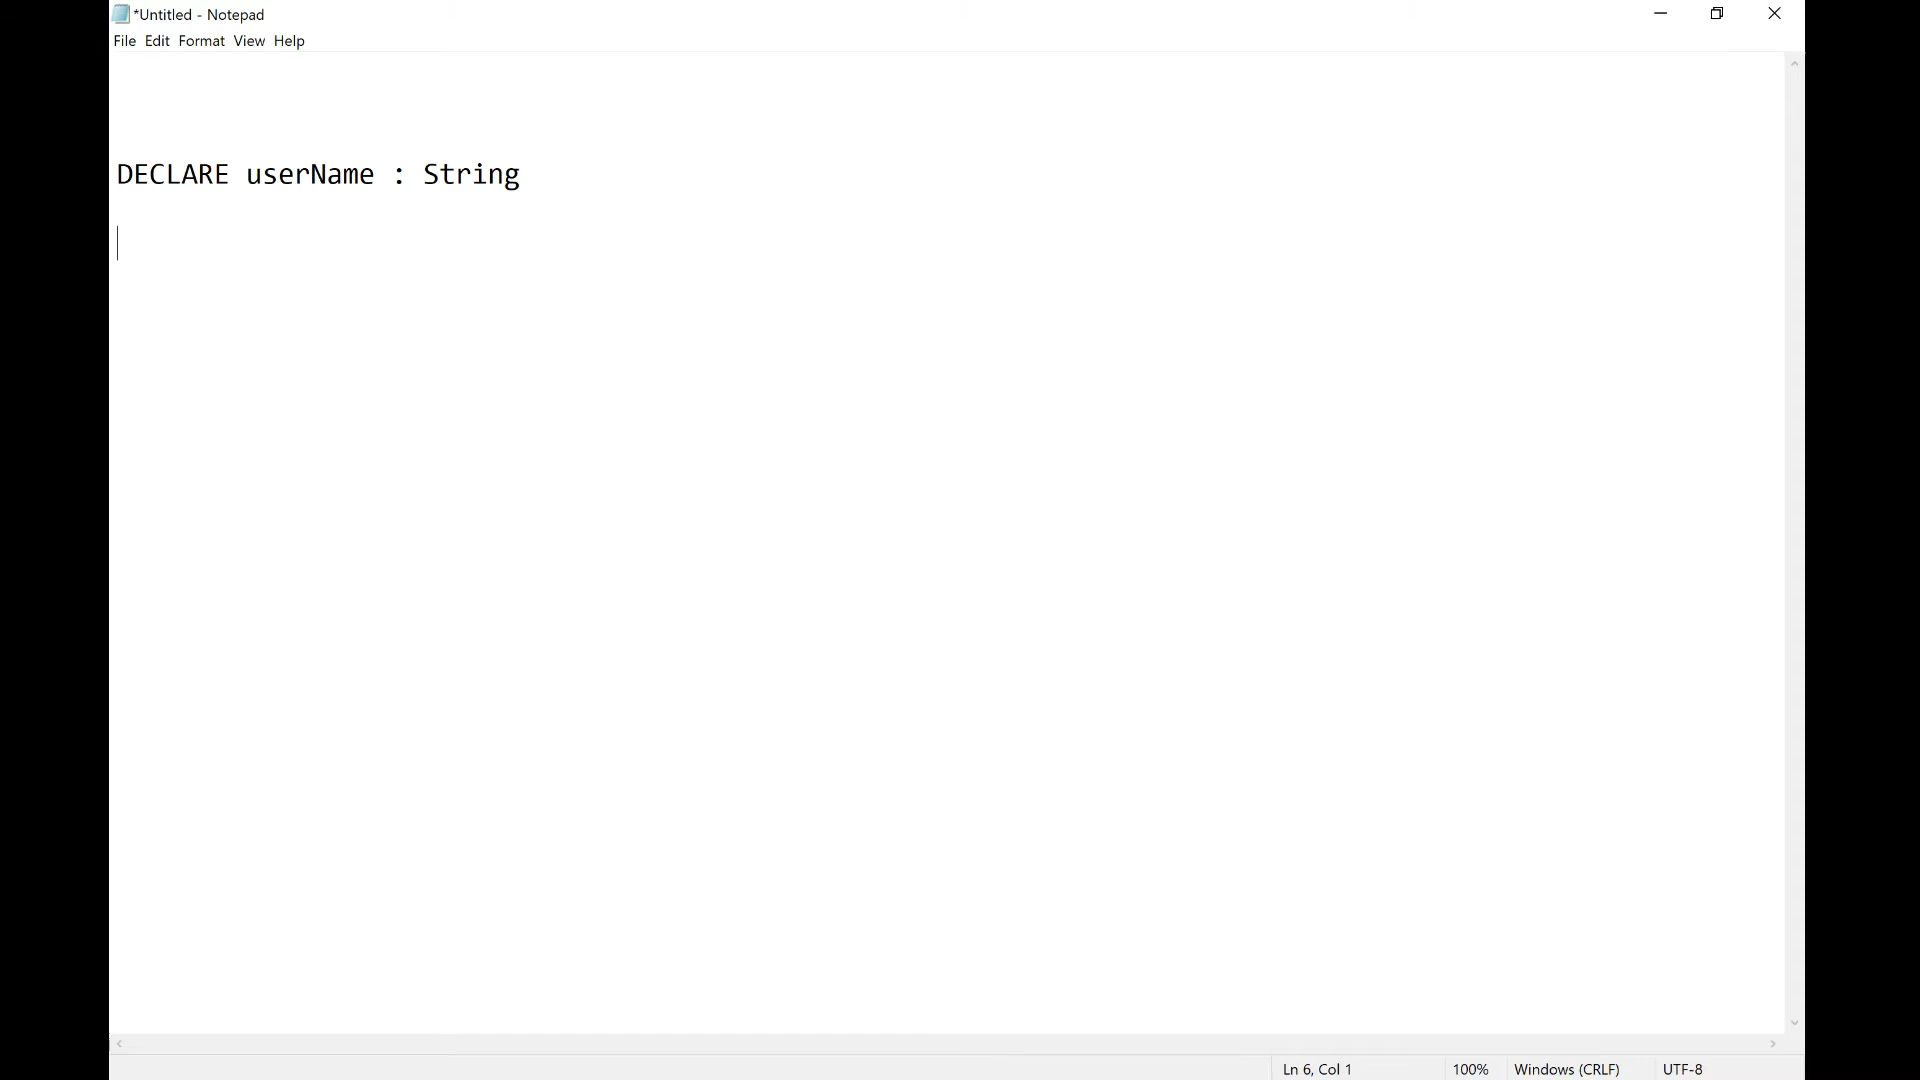 *Untitled - Notepad
File Edit Format View Help
DECLARE userName : String
Ln 6, Col 1 100% Windows (CRLF) UTF-8